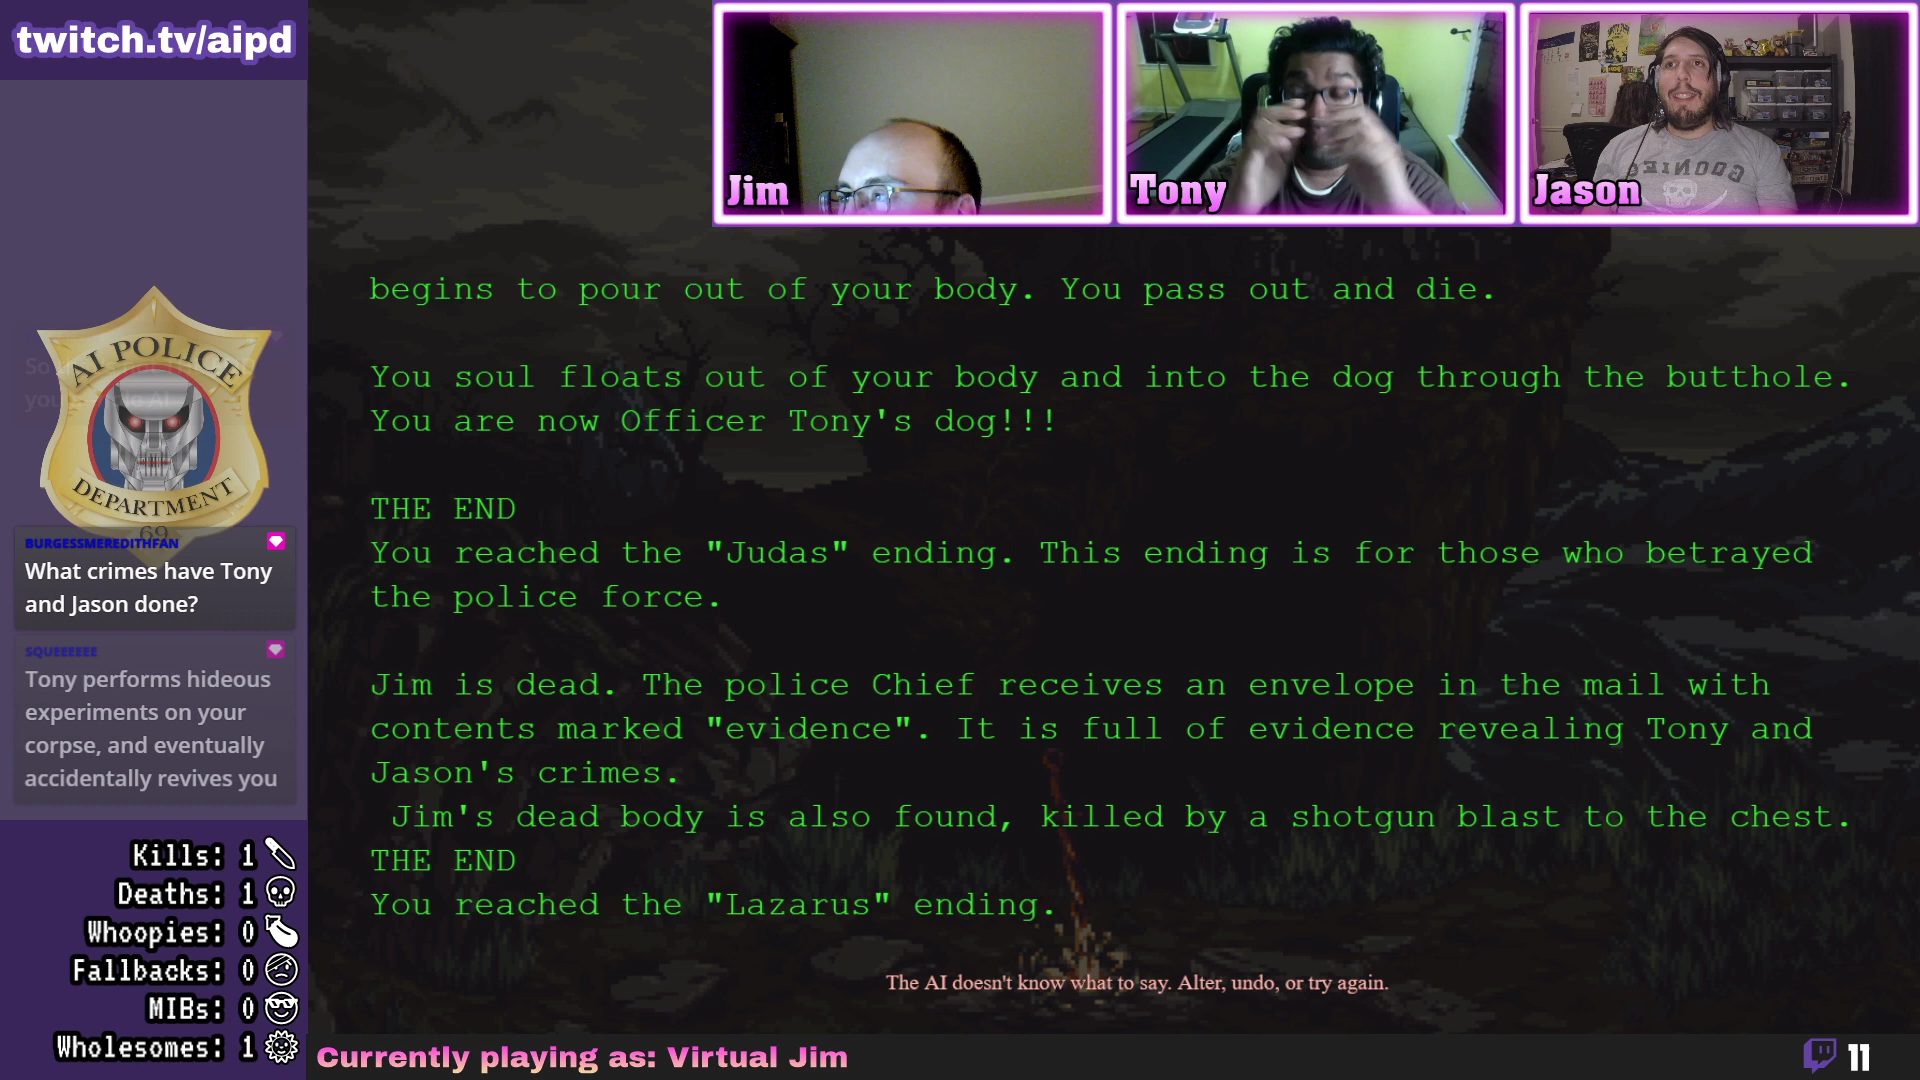 twitch.tv/aipd
Jim
Tony
Jason
GOONIES
AI POLICE
DEPARTMENT
69
BURGESSMEREDITHFAN
What crimes have Tony
and Jason done?
SQUEEEEEE
Tony performs hideous
experiments on your
corpse, and eventually
accidentally revives you
Kills: 1
Deaths: 1
Whoopies: 0
Fallbacks: 0
MIBs: 0
Wholesomes: 1
begins to pour out of your body. You pass out and die.
You soul floats out of your body and into the dog through the butthole.
You are now Officer Tony's dog!!!
THE END
You reached the "Judas" ending. This ending is for those who betrayed
the police force.
Jim is dead. The police Chief receives an envelope in the mail with
contents marked "evidence". It is full of evidence revealing Tony and
Jason's crimes.
Jim's dead body is also found, killed by a shotgun blast to the chest.
THE END
You reached the "Lazarus" ending.
The AI doesn't know what to say. Alter, undo, or try again.
Currently playing as: Virtual Jim
11